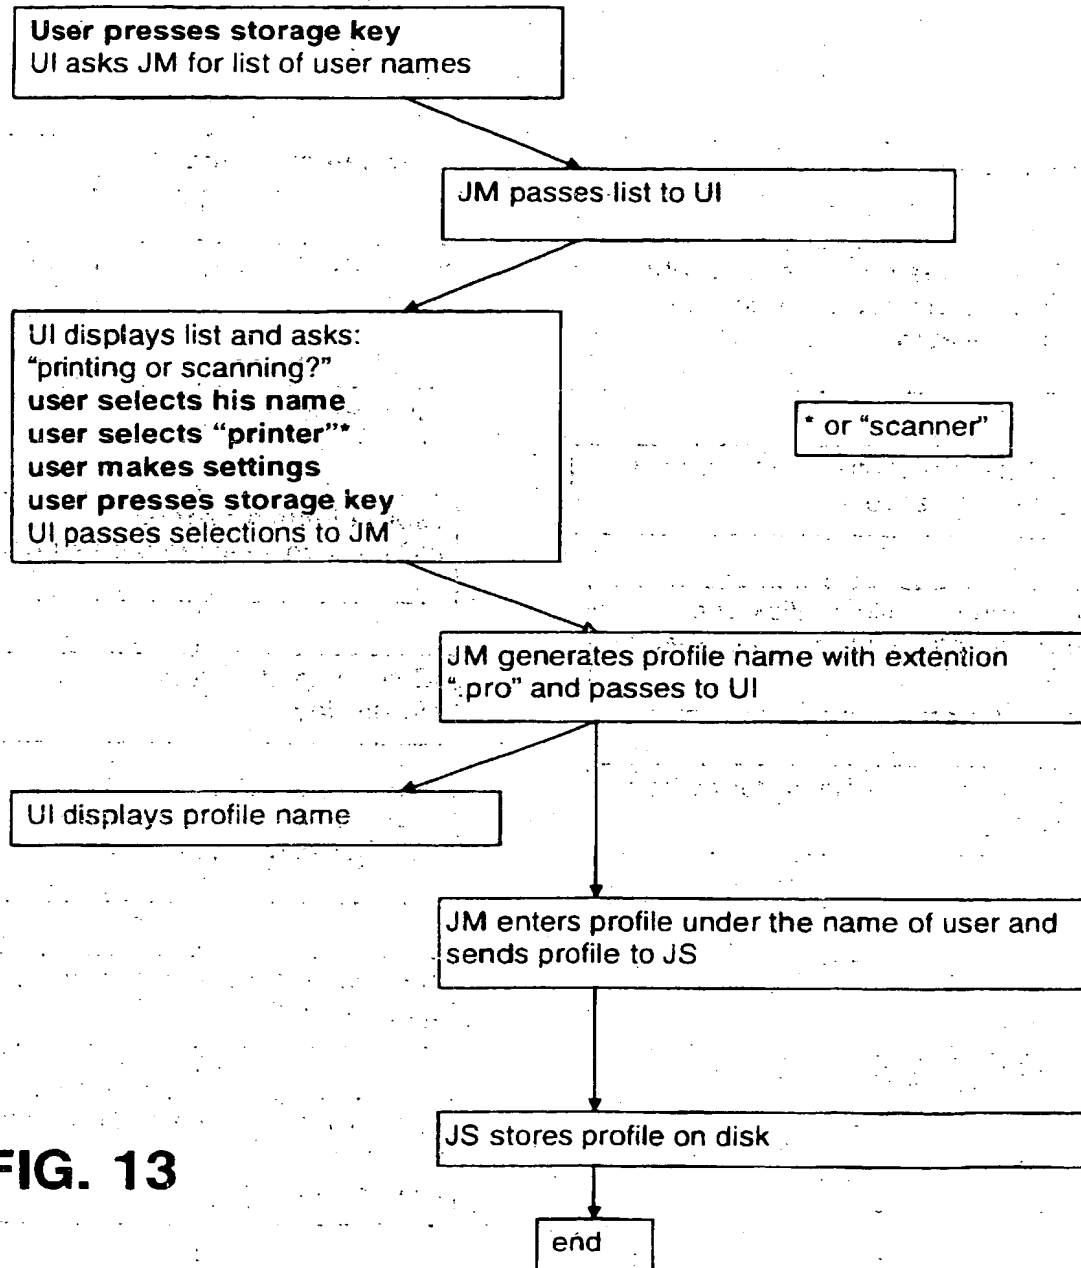 User presses storage key
UI asks JM for list of user names
JM passes list to UI
UI displays list and asks:
“printing or scanning?”
user selects his name
user selects “printer”*
user makes settings
user presses storage key
UI passes selections to JM
* or “scanner”
JM generates profile name with extention
“.pro” and passes to UI
UI displays profile name
JM enters profile under the name of user and
sends profile to JS
JS stores profile on disk
FIG. 13
end